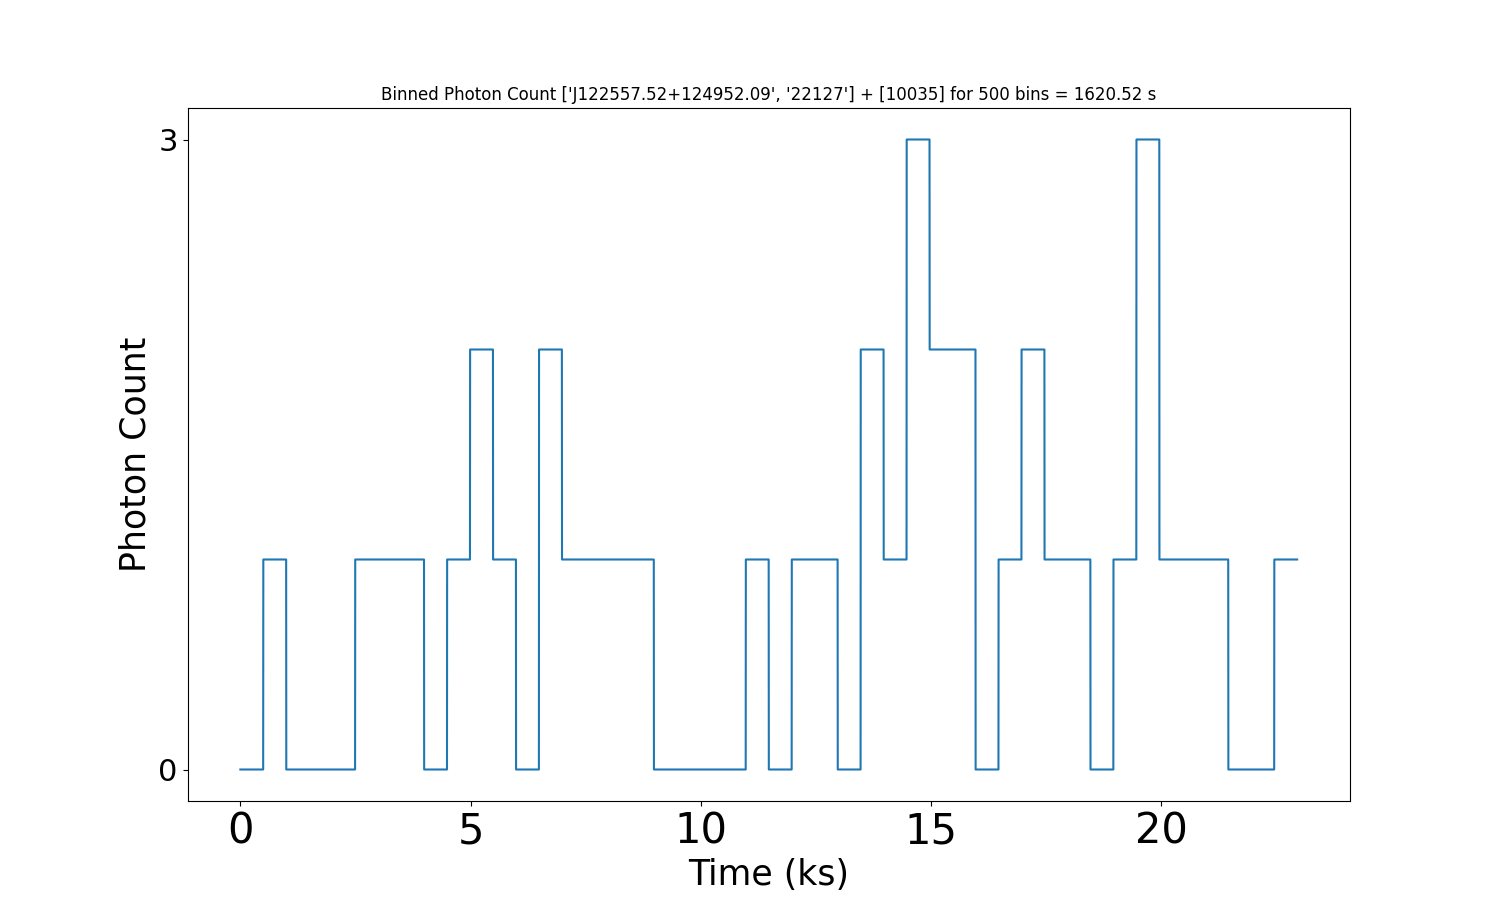 Binned Photon Count ['J122557.52+124952.09', '22127'] + [10035] for 500 bins = 1620.52 s
3
Photon Count
0
0 5 10 15 20
Time (ks)